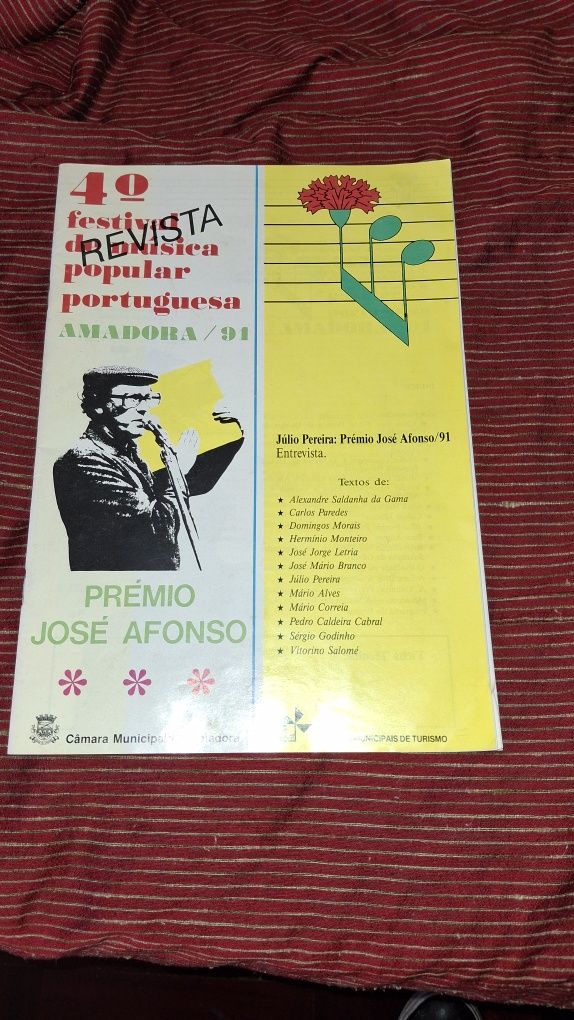 4º
festival
de música
popular
portuguesa
REVISTA
AMADORA / 91
PRÉMIO
JOSÉ AFONSO
Câmara Municipal
Júlio Pereira: Prémio José Afonso/91
Entrevista.
Textos de:
★ Alexandre Saldanha da Gama
★ Carlos Paredes
★ Domingos Morais
★ Hermínio Monteiro
★ José Jorge Letria
★ José Mário Branco
★ Júlio Pereira
★ Mário Alves
★ Mário Correia
★ Pedro Caldeira Cabral
★ Sérgio Godinho
★ Vitorino Salomé
MUNICIPAIS DE TURISMO